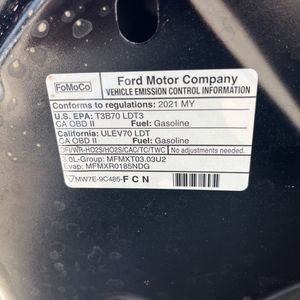 FoMoCo
Ford Motor Company
VEHICLE EMISSION CONTROL INFORMATION
Conforms to regulations: 2021 MY
U.S. EPA: T3B70 LDT3
CA OBD II Fuel: Gasoline
California: ULEV70 LDT
CA OBD II Fuel: Gasoline
DFI/WR-HO2S/HO2S/CAC/TC/TWC No adjustments needed.
3.0L-Group: MFMXT03.03U2
Evap: MFMXR0185NDG
MW7E-9C485-F C N